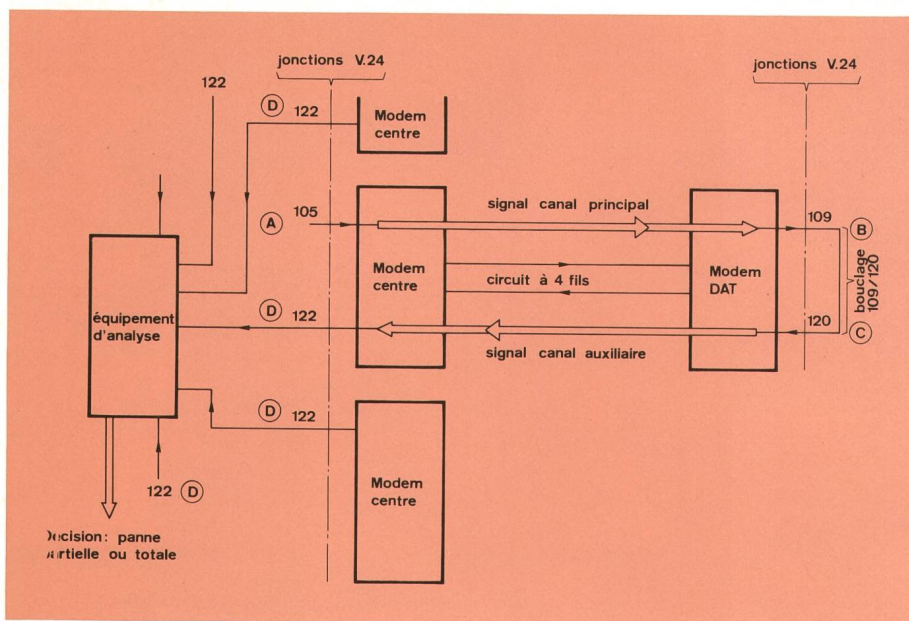 jonctions V.24
jonctions V.24
122
D
122
Modem
centre
A
105
signal canal principal
109
B
Modem
centre
circuit à 4 fils
Modem
DAT
bouclage
109/120
équipement
d'analyse
D
122
120
C
signal canal auxiliaire
D
122
Modem
centre
122
D
panne
ou totale